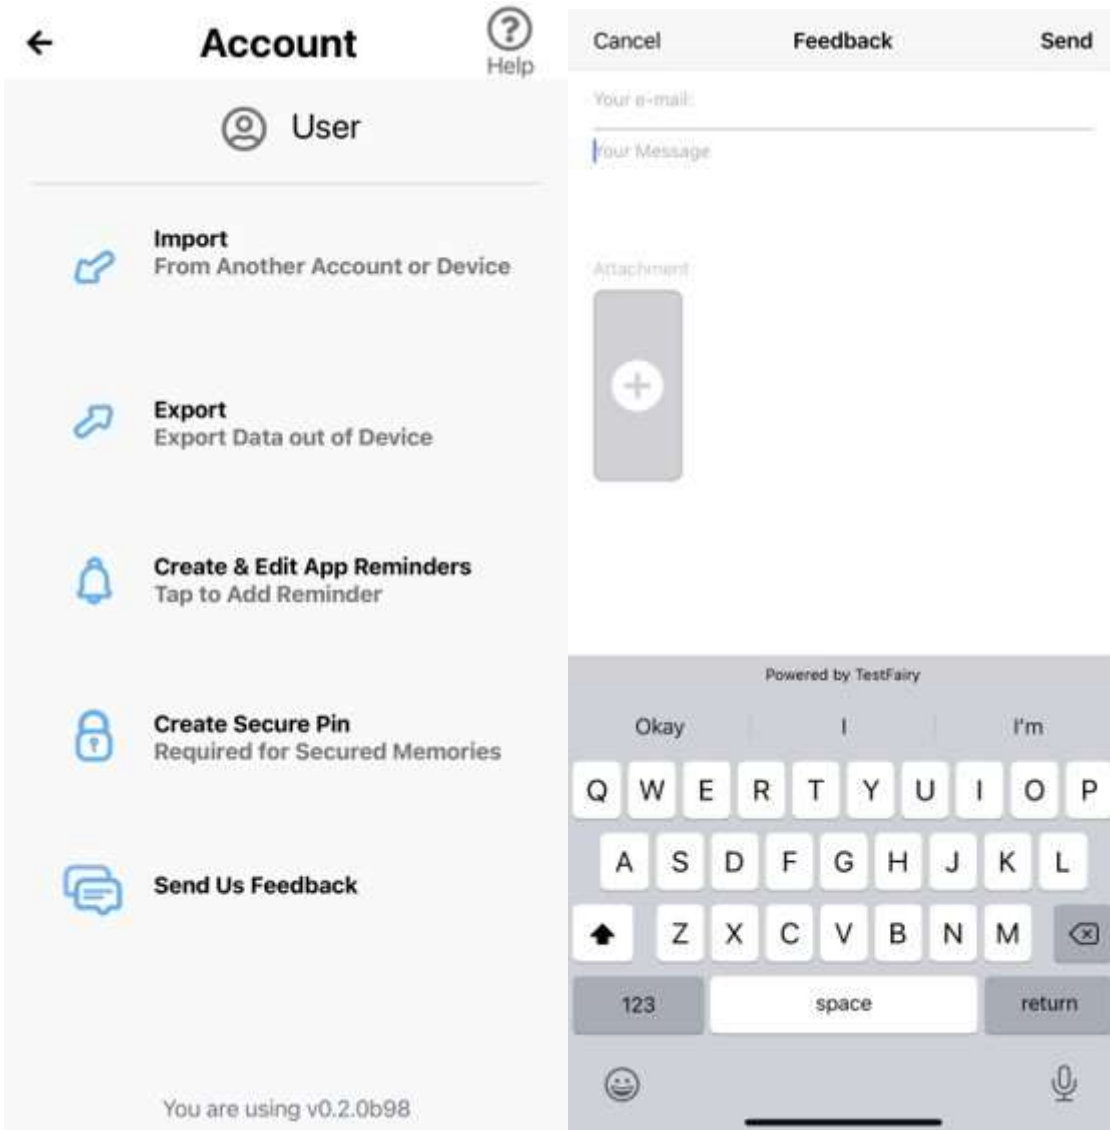 Account
Help
User
Import
From Another Account or Device
Export
Export Data out of Device
Create & Edit App Reminders
Tap to Add Reminder
Create Secure Pin
Required for Secured Memories
Send Us Feedback
You are using v0.2.0b98
Cancel Feedback Send
Your e-mail:
Your Message
Attachment
Powered by TestFairy
Okay I I'm
Q W E R T Y U I O P
A S D F G H J K L
Z X C V B N M
123 space return